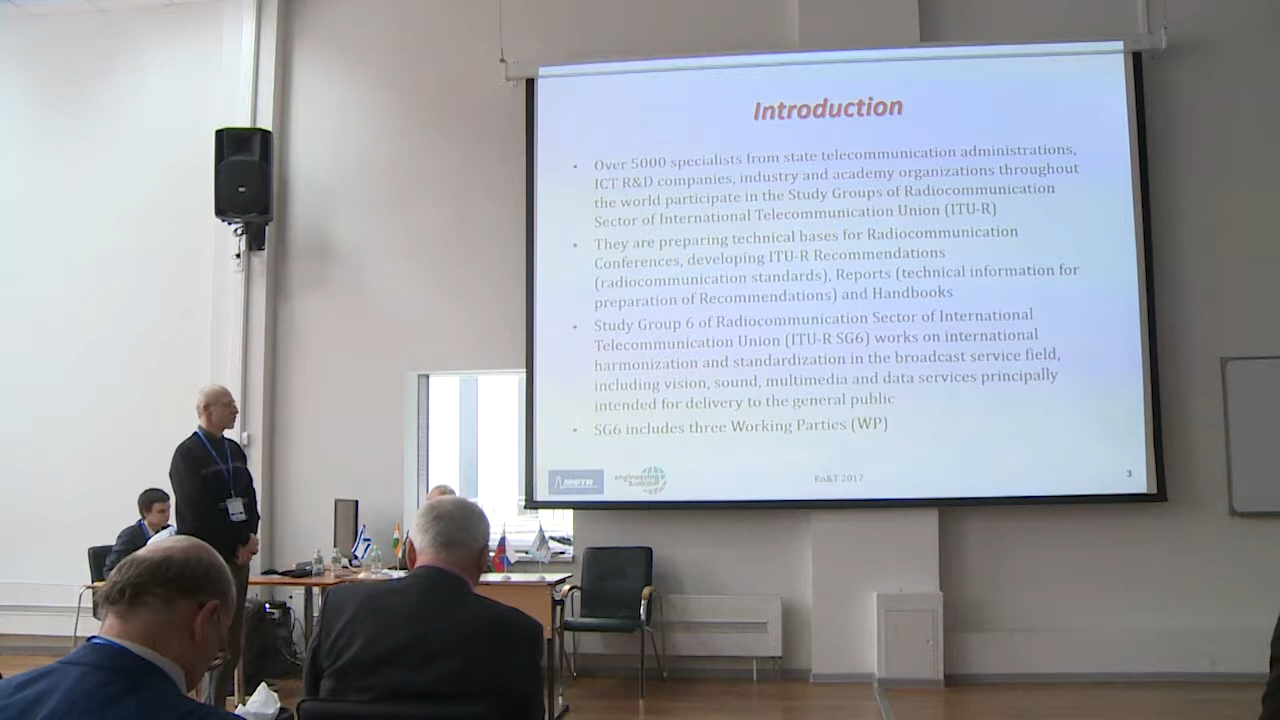 Introduction
• Over 5000 specialists from state telecommunication administrations,
ICT R&D companies, industry and academy organizations throughout
the world participate in the Study Groups of Radiocommunication
Sector of International Telecommunication Union (ITU-R)
• They are preparing technical bases for Radiocommunication
Conferences, developing ITU-R Recommendations
(radiocommunication standards), Reports (technical information for
preparation of Recommendations) and Handbooks
• Study Group 6 of Radiocommunication Sector of International
Telecommunication Union (ITU-R SG6) works on international
harmonization and standardization in the broadcast service field,
including vision, sound, multimedia and data services principally
intended for delivery to the general public
• SG6 includes three Working Parties (WP)
МФТИ
engineering
En&T 2017
3